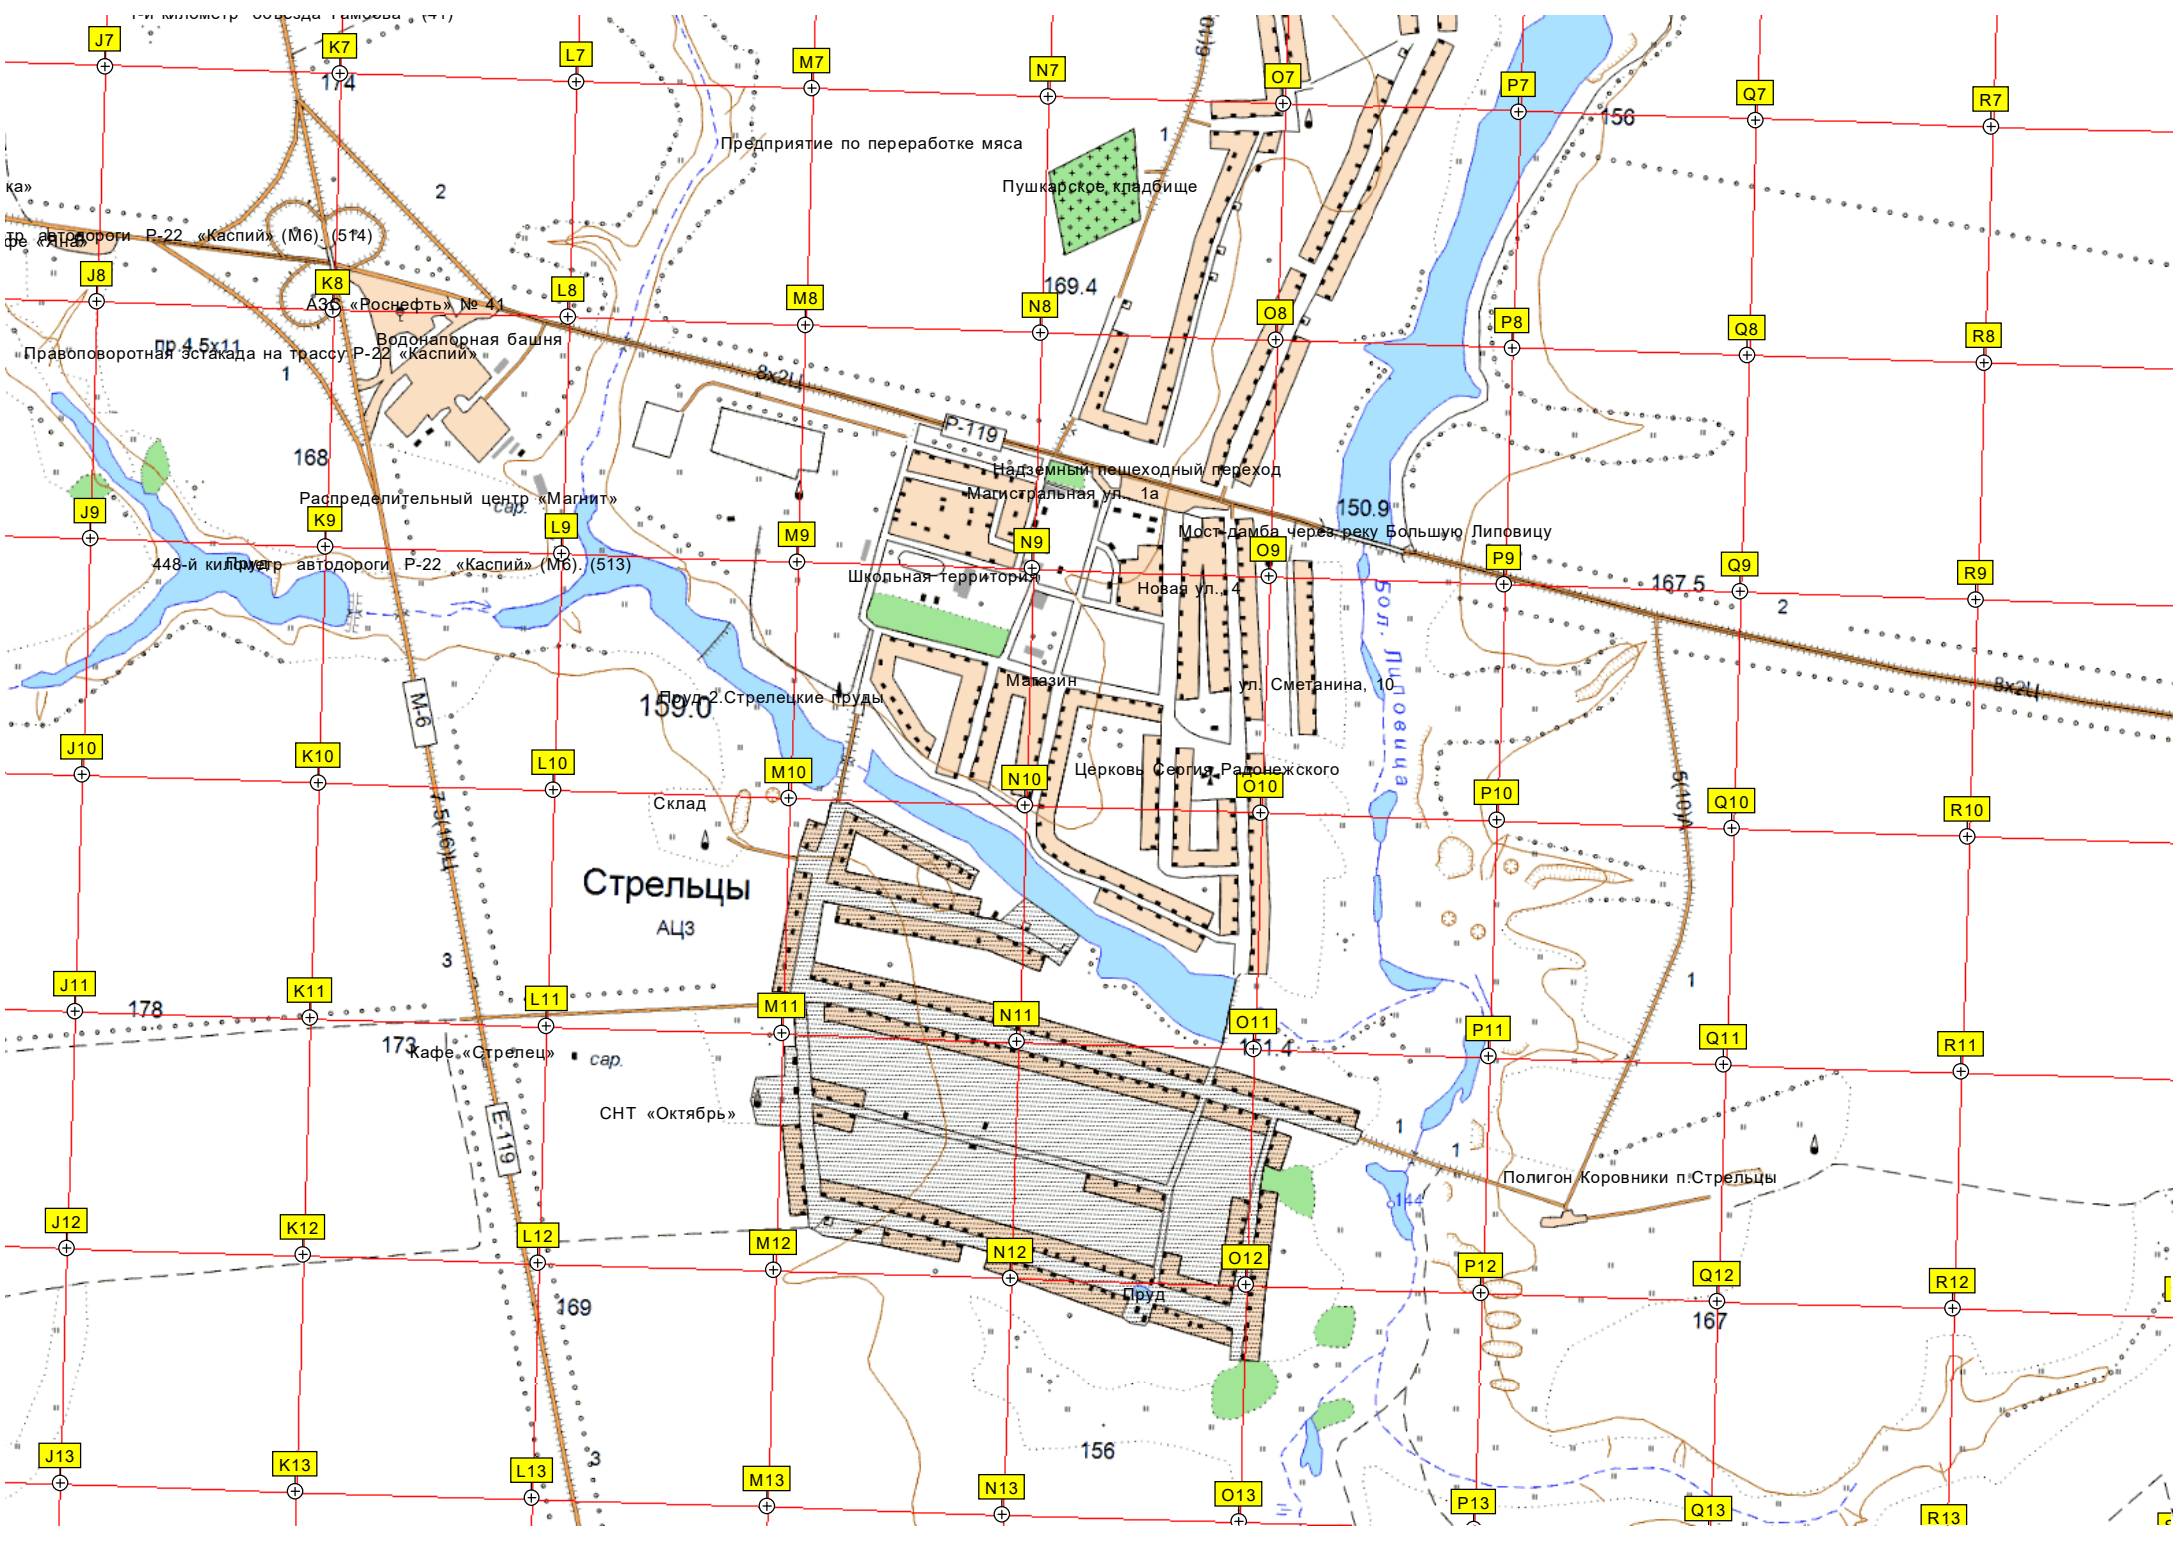 J7
K7
L7
M7
N7
O7
P7
Q7
R7
174
6(10)
156
1
2
Предприятие по переработке мяса
Пушкарское кладбище
ка»
тр автодороги Р-22 «Каспий» (М6). (514)
фе «Яна»
J8
K8
L8
M8
N8
O8
P8
Q8
R8
169.4
АЗС «Роснефть» № 41
Водонапорная башня
пр.4.5х11
Правоповоротная эстакада на трассу Р-22 «Каспий»
1
8х2Ц
Р-119
168
Надземный пешеходный переход
Магистральная ул., 1а
Распределительный центр «Магнит»
сар.
150.9
Мост-дамба через реку Большую Липовицу
J9
K9
L9
M9
N9
O9
P9
Q9
R9
448-й километр автодороги Р-22 «Каспий» (М6). (513)
Пруд
Школьная территория
Новая ул., 4
167.5
2
Бол. Липовица
Магазин
ул. Сметанина, 10
8х2Ц
Пруд-2.Стрелецкие пруды
159.0
М-6
J10
K10
L10
M10
N10
O10
P10
Q10
R10
Церковь Сергия Радонежского
Склад
7.5(16)Ц
5(10)
Стрельцы
АЦЗ
3
1
J11
K11
L11
M11
N11
O11
P11
Q11
R11
178
173
Кафе «Стрелец»
сар.
СНТ «Октябрь»
Е-119
1
1
Полигон Коровники п.Стрельцы
144
J12
K12
L12
M12
N12
O12
P12
Q12
R12
Пруд
169
167
156
3
J13
K13
L13
M13
N13
O13
P13
Q13
R13